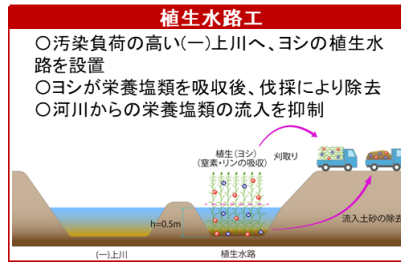 植生水路工
○汚染負荷の高い(一)上川へ、ヨシの植生水
路を設置
○ヨシが栄養塩類を吸収後、伐採により除去
○河川からの栄養塩類の流入を抑制
植生(ヨシ)
(窒素・リンの吸収)
刈取り
h=0.5m
流入土砂の除去
(一)上川
植生水路